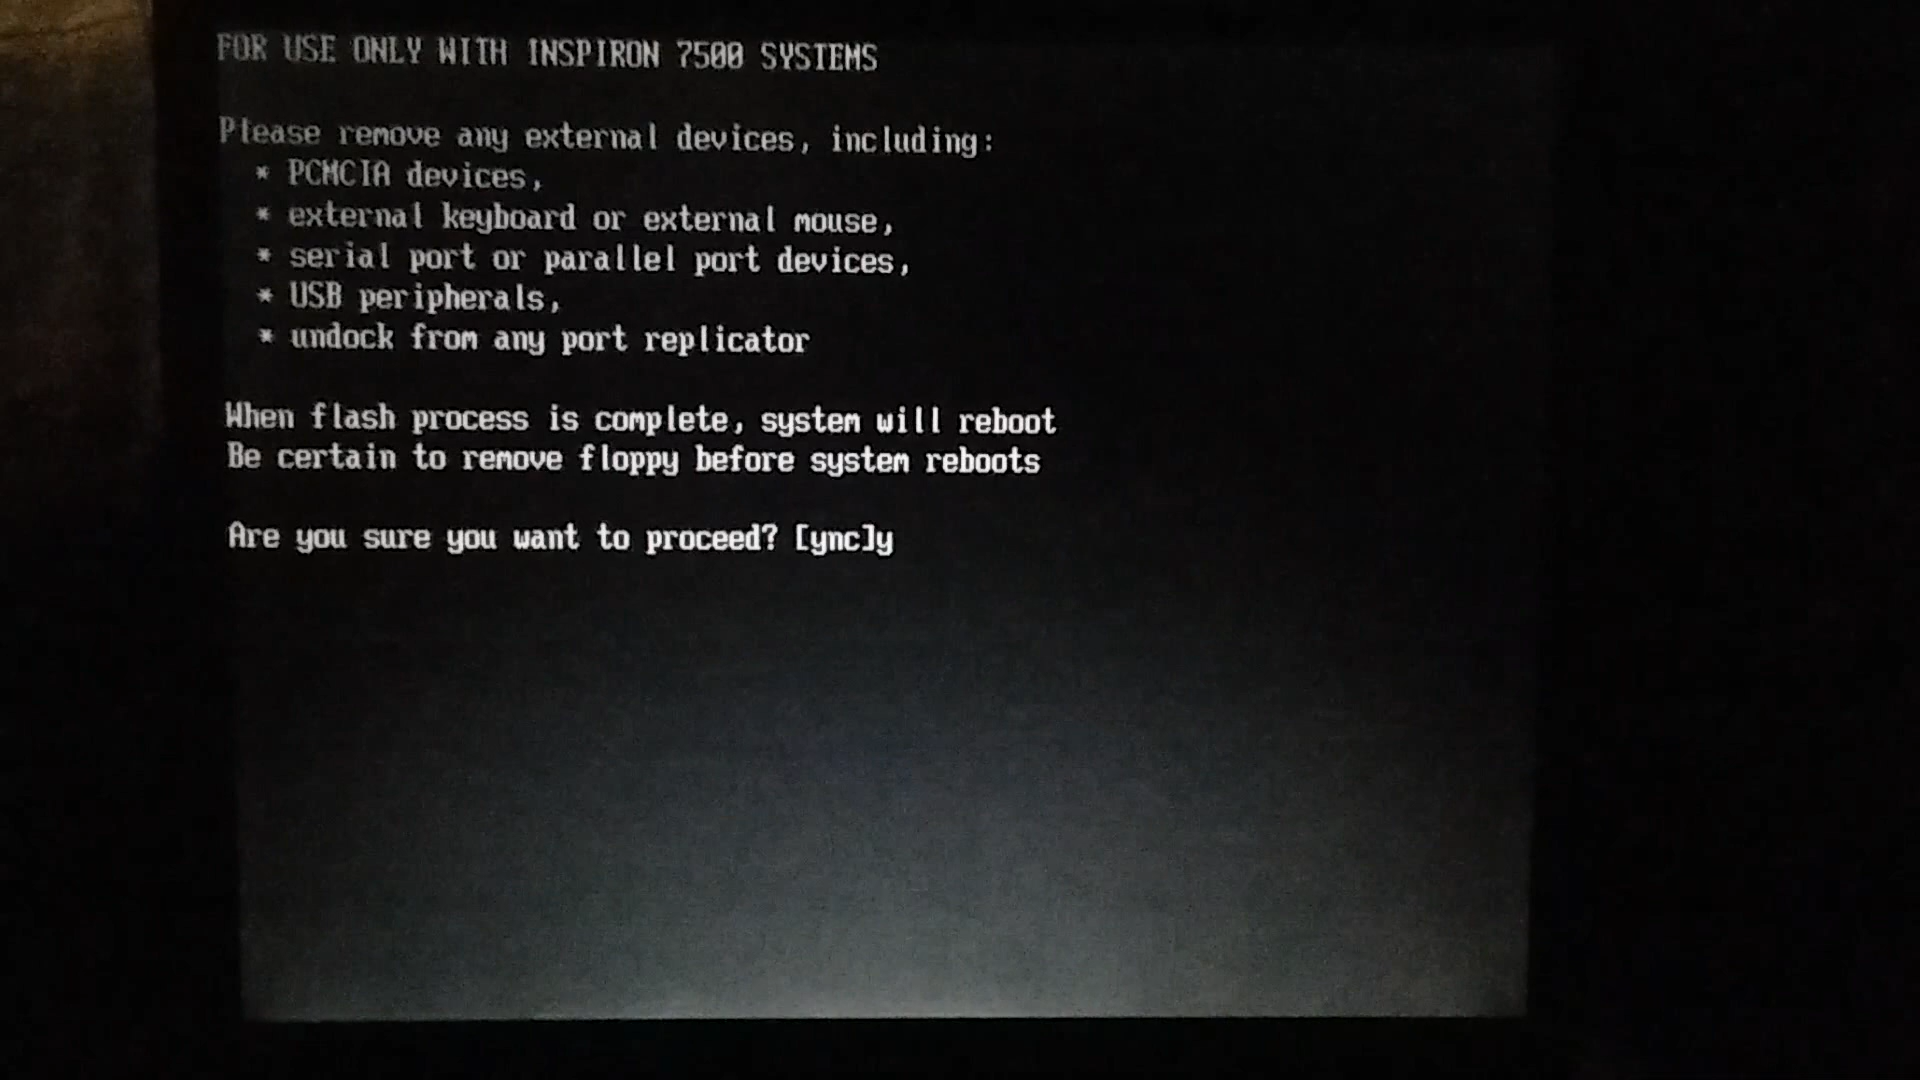 FOR USE ONLY WITH INSPIRON 7500 SYSTEMS
Please remove any external devices, including:
* PCMCIA devices,
* external keyboard or external mouse,
* serial port or parallel port devices,
* USB peripherals,
* undock from any port replicator
When flash process is complete, system will reboot
Be certain to remove floppy before system reboots
Are you sure you want to proceed? [ync]y